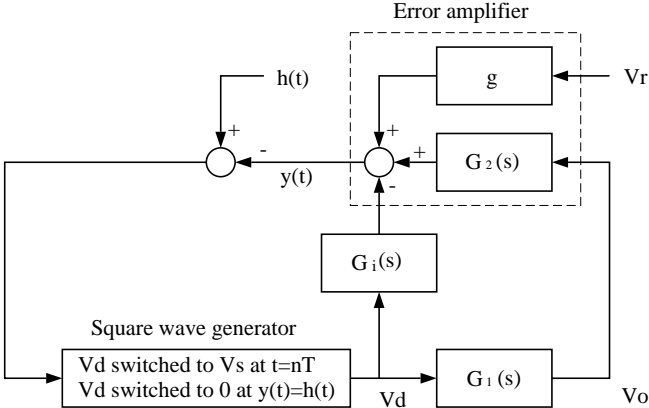 Error amplifier
h(t)
g
Vr
+
+
-
+
G₂(s)
y(t)
-
Gᵢ(s)
Square wave generator
Vd switched to Vs at t=nT
Vd switched to 0 at y(t)=h(t)
Vd
G₁(s)
Vo